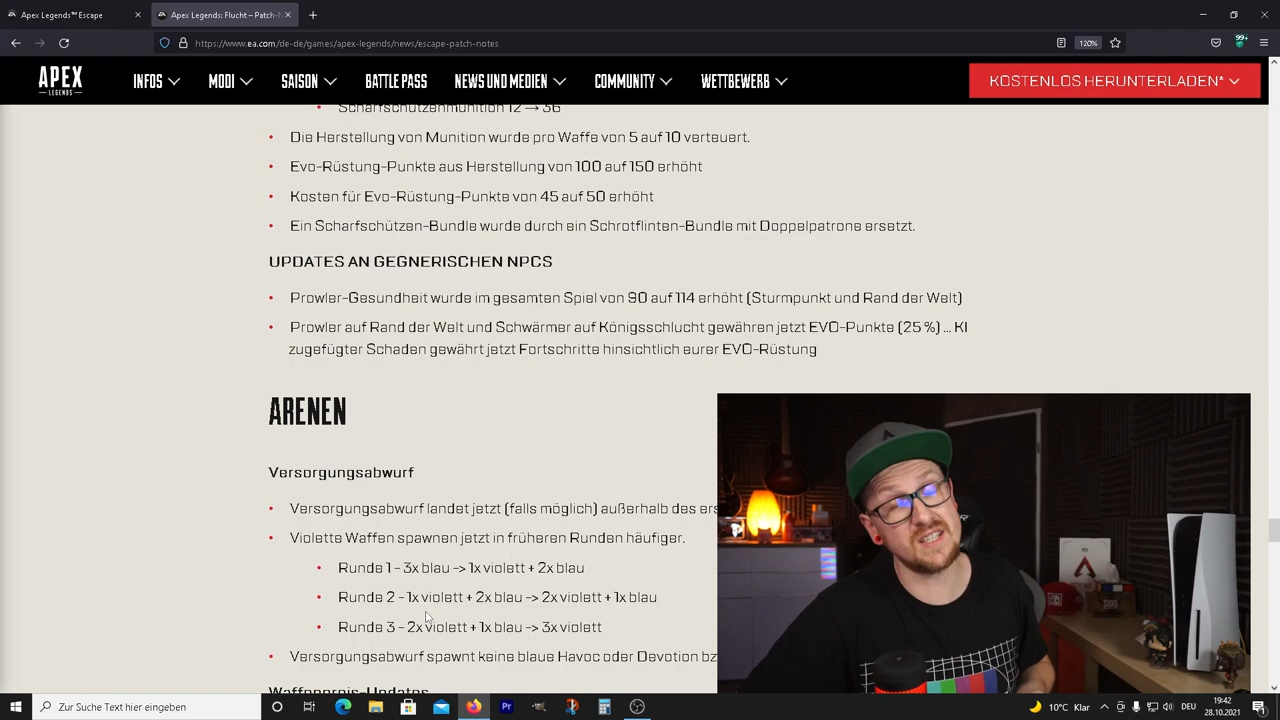 Apex Legends™ Escape
Apex Legends: Flucht – Patch-N
https://www.ea.com/de-de/games/apex-legends/news/escape-patch-notes
120%
99+
APEX
LEGENDS
INFOS
MODI
SAISON
BATTLE PASS
NEWS UND MEDIEN
COMMUNITY
WETTBEWERB
KOSTENLOS HERUNTERLADEN*
Scharfschützenmunition 12 → 36
Die Herstellung von Munition wurde pro Waffe von 5 auf 10 verteuert.
Evo-Rüstung-Punkte aus Herstellung von 100 auf 150 erhöht
Kosten für Evo-Rüstung-Punkte von 45 auf 50 erhöht
Ein Scharfschützen-Bundle wurde durch ein Schrotflinten-Bundle mit Doppelpatrone ersetzt.
UPDATES AN GEGNERISCHEN NPCS
Prowler-Gesundheit wurde im gesamten Spiel von 90 auf 114 erhöht (Sturmpunkt und Rand der Welt)
Prowler auf Rand der Welt und Schwärmer auf Königsschlucht gewähren jetzt EVO-Punkte (25 %) ... KI
zugefügter Schaden gewährt jetzt Fortschritte hinsichtlich eurer EVO-Rüstung
ARENEN
Versorgungsabwurf
Versorgungsabwurf landet jetzt (falls möglich) außerhalb des ers
Violette Waffen spawnen jetzt in früheren Runden häufiger.
Runde 1 – 3x blau -> 1x violett + 2x blau
Runde 2 – 1x violett + 2x blau -> 2x violett + 1x blau
Runde 3 – 2x violett + 1x blau -> 3x violett
Versorgungsabwurf spawnt keine blaue Havoc oder Devotion bz
Waffenpreis-Updates
Zur Suche Text hier eingeben
10°C Klar
DEU
19:42
28.10.2021